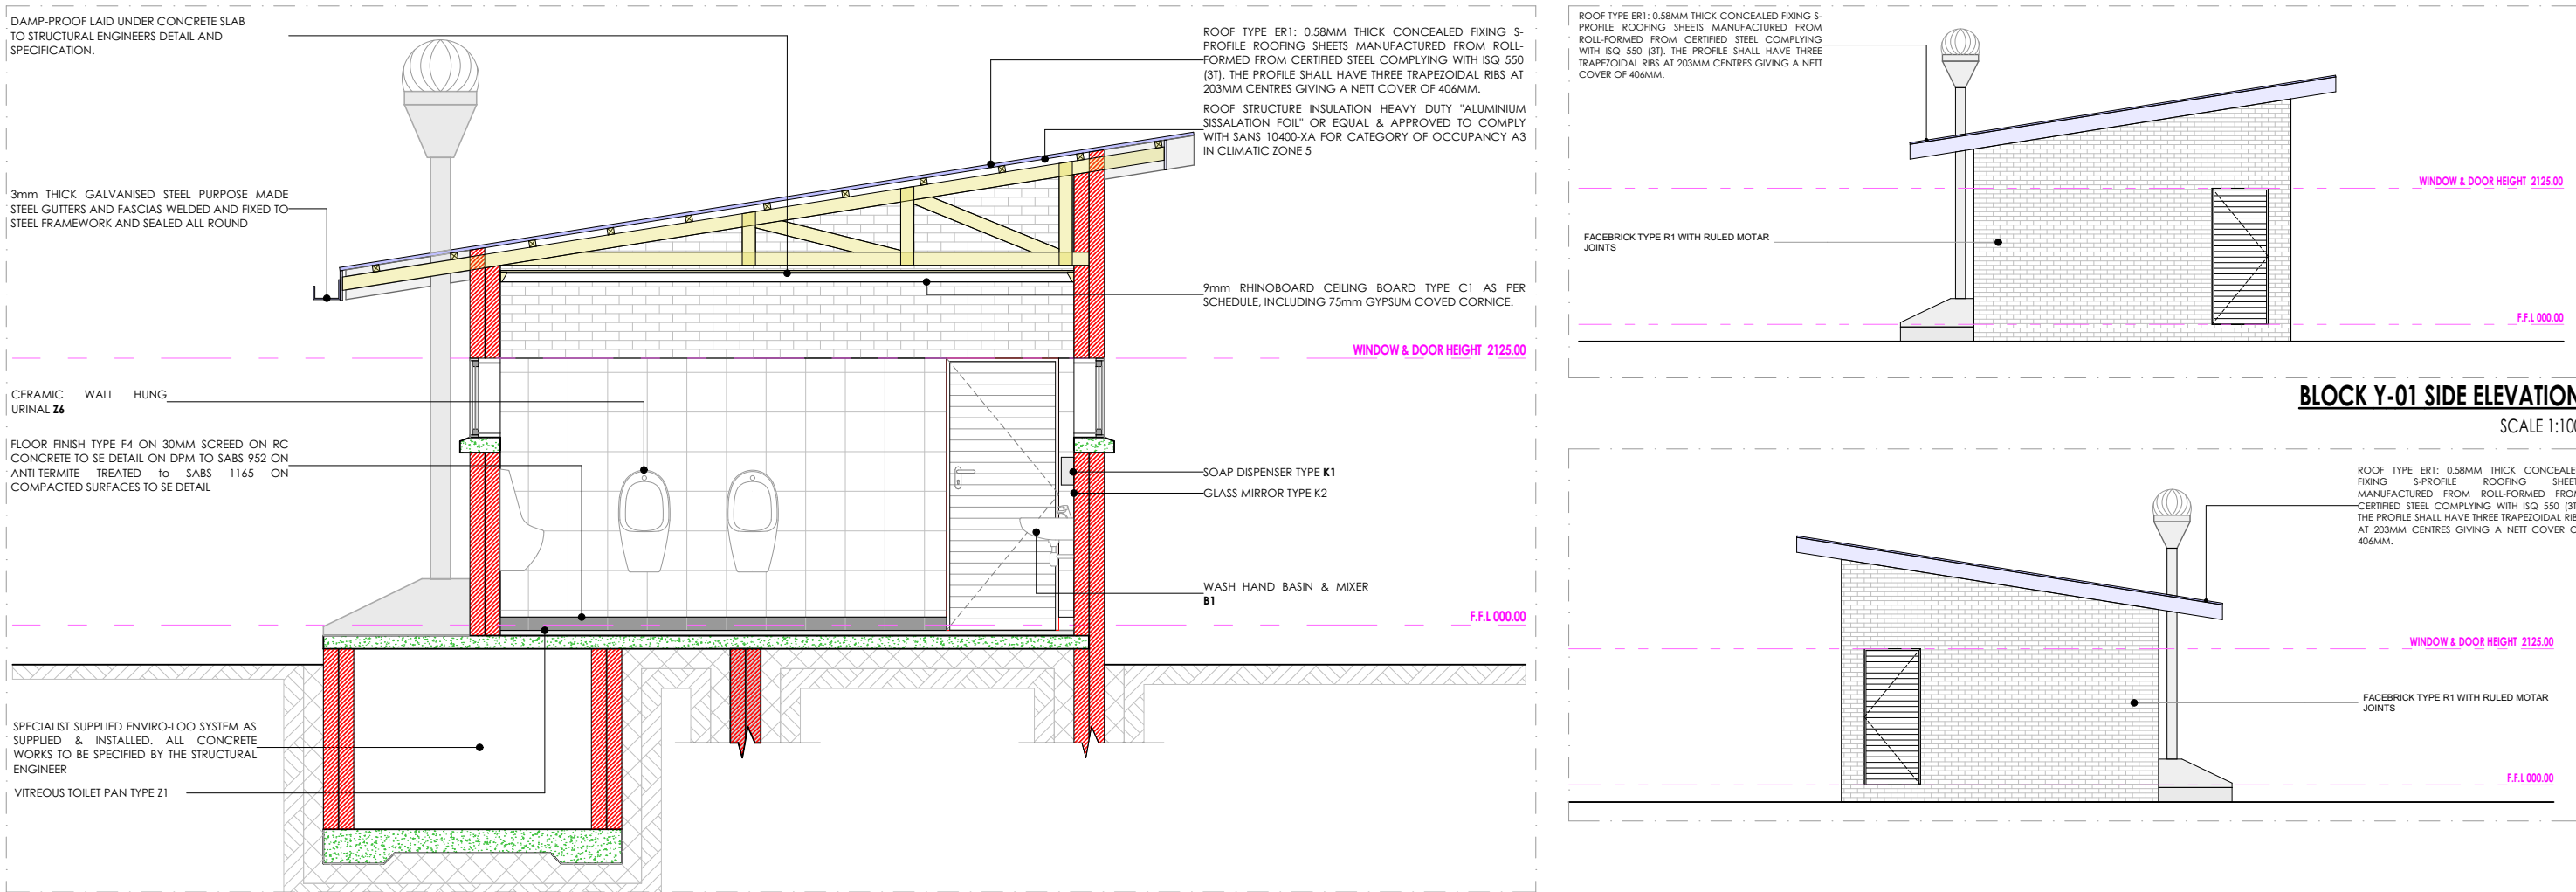 DAMP-PROOF LAID UNDER CONCRETE SLAB
TO STRUCTURAL ENGINEERS DETAIL AND
SPECIFICATION.
3mm THICK GALVANISED STEEL PURPOSE MADE
STEEL GUTTERS AND FASCIAS WELDED AND FIXED TO
STEEL FRAMEWORK AND SEALED ALL ROUND
CERAMIC WALL HUNG
URINAL Z6
FLOOR FINISH TYPE F4 ON 30MM SCREED ON RC
CONCRETE TO SE DETAIL ON DPM TO SABS 952 ON
ANTI-TERMITE TREATED to SABS 1165 ON
COMPACTED SURFACES TO SE DETAIL
SPECIALIST SUPPLIED ENVIRO-LOO SYSTEM AS
SUPPLIED & INSTALLED. ALL CONCRETE
WORKS TO BE SPECIFIED BY THE STRUCTURAL
ENGINEER
VITREOUS TOILET PAN TYPE Z1
ROOF TYPE ER1: 0.58MM THICK CONCEALED FIXING S-
PROFILE ROOFING SHEETS MANUFACTURED FROM ROLL-
FORMED FROM CERTIFIED STEEL COMPLYING WITH ISQ 550
(3T). THE PROFILE SHALL HAVE THREE TRAPEZOIDAL RIBS AT
203MM CENTRES GIVING A NETT COVER OF 406MM.
ROOF STRUCTURE INSULATION HEAVY DUTY "ALUMINIUM
SISSALATION FOIL" OR EQUAL & APPROVED TO COMPLY
WITH SANS 10400-XA FOR CATEGORY OF OCCUPANCY A3
IN CLIMATIC ZONE 5
9mm RHINOBOARD CEILING BOARD TYPE C1 AS PER
SCHEDULE, INCLUDING 75mm GYPSUM COVED CORNICE.
WINDOW & DOOR HEIGHT 2125.00
SOAP DISPENSER TYPE K1
GLASS MIRROR TYPE K2
WASH HAND BASIN & MIXER
B1
F.F.L 000.00
ROOF TYPE ER1: 0.58MM THICK CONCEALED FIXING S-
PROFILE ROOFING SHEETS MANUFACTURED FROM
ROLL-FORMED FROM CERTIFIED STEEL COMPLYING
WITH ISQ 550 (3T). THE PROFILE SHALL HAVE THREE
TRAPEZOIDAL RIBS AT 203MM CENTRES GIVING A NETT
COVER OF 406MM.
WINDOW & DOOR HEIGHT 2125.00
FACEBRICK TYPE R1 WITH RULED MOTAR
JOINTS
F.F.L 000.00
BLOCK Y-01 SIDE ELEVATION
SCALE 1:100
ROOF TYPE ER1: 0.58MM THICK CONCEALE
FIXING S-PROFILE ROOFING SHEET
MANUFACTURED FROM ROLL-FORMED FROM
CERTIFIED STEEL COMPLYING WITH ISQ 550 (3T
THE PROFILE SHALL HAVE THREE TRAPEZOIDAL RIB
AT 203MM CENTRES GIVING A NETT COVER O
406MM.
WINDOW & DOOR HEIGHT 2125.00
FACEBRICK TYPE R1 WITH RULED MOTAR
JOINTS
F.F.L 000.00